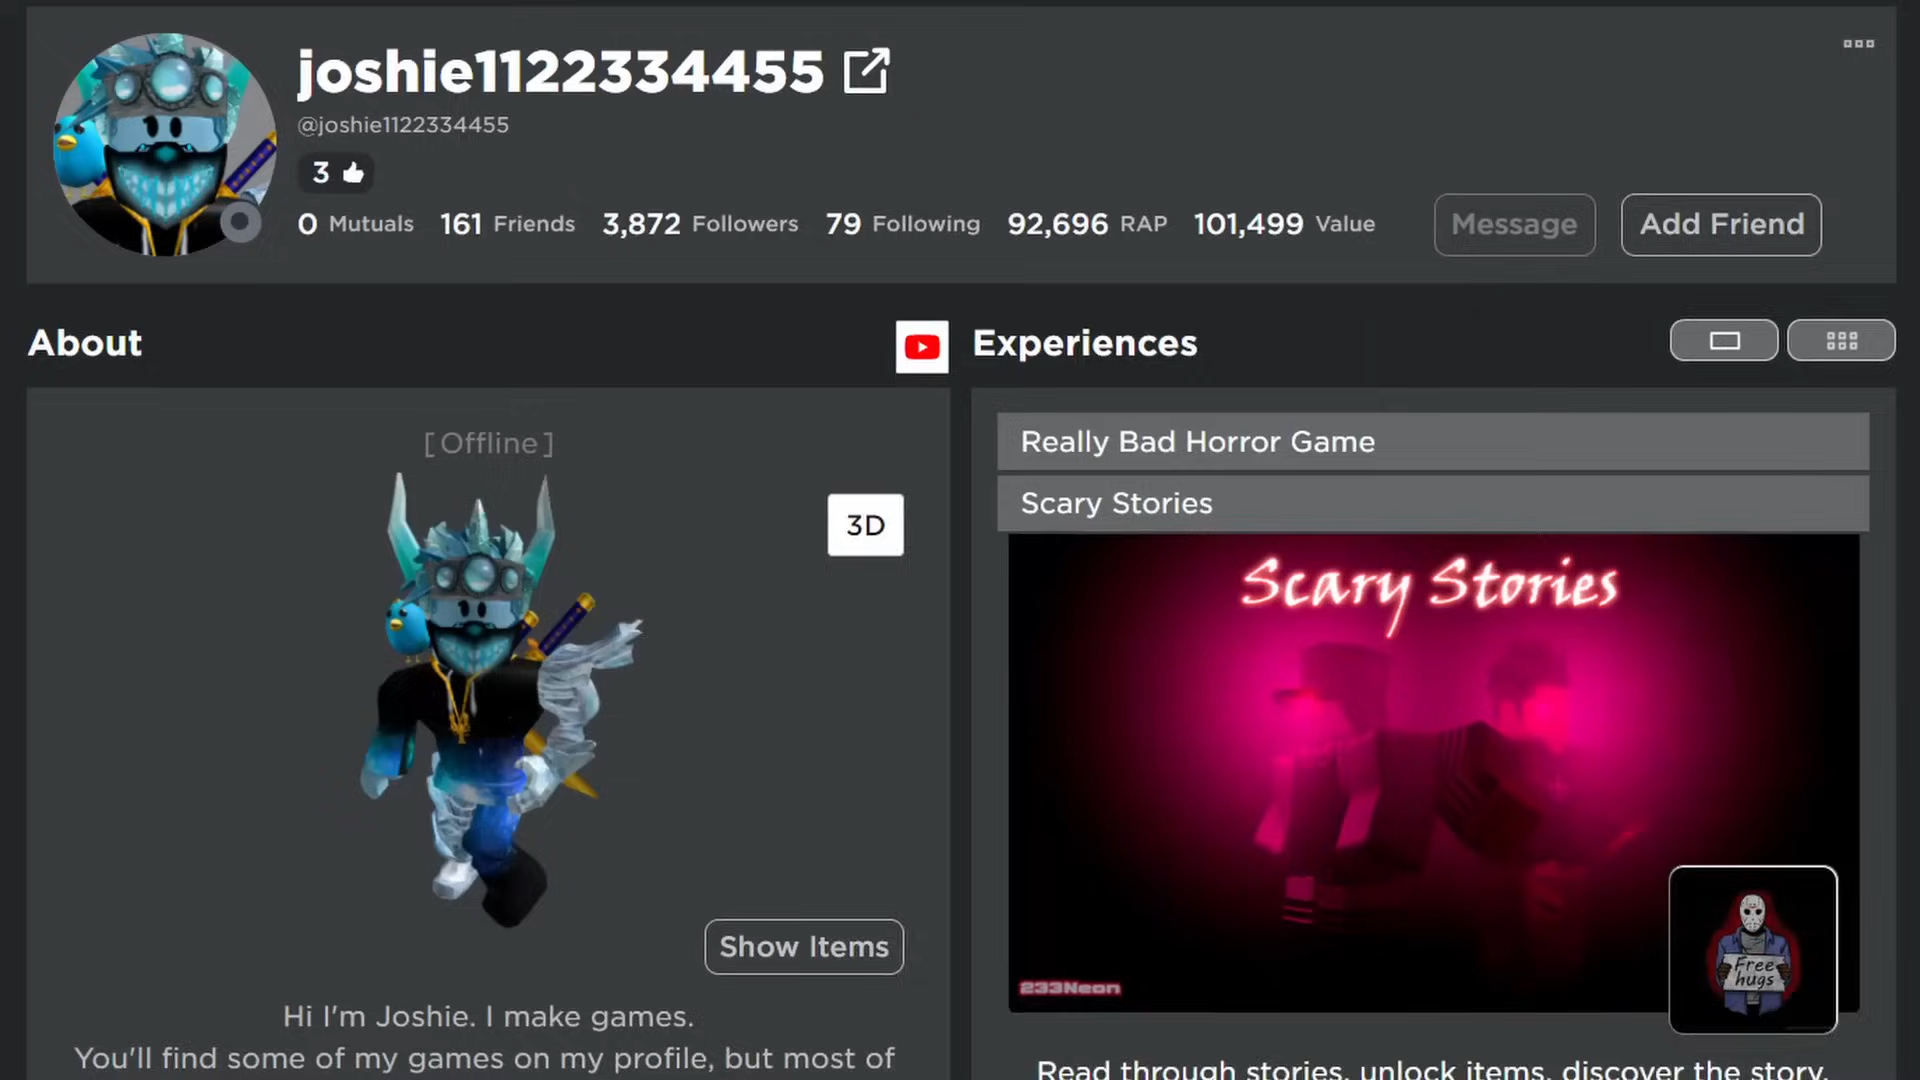 joshie1122334455
@joshie1122334455
3
0 Mutuals 161 Friends 3,872 Followers 79 Following 92,696 RAP 101,499 Value
Message
Add Friend
About
Experiences
[Offline]
3D
Show Items
Hi I'm Joshie. I make games.
You'll find some of my games on my profile, but most of
Really Bad Horror Game
Scary Stories
Scary Stories
233Neon
Free
hugs
Read through stories, unlock items, discover the story.